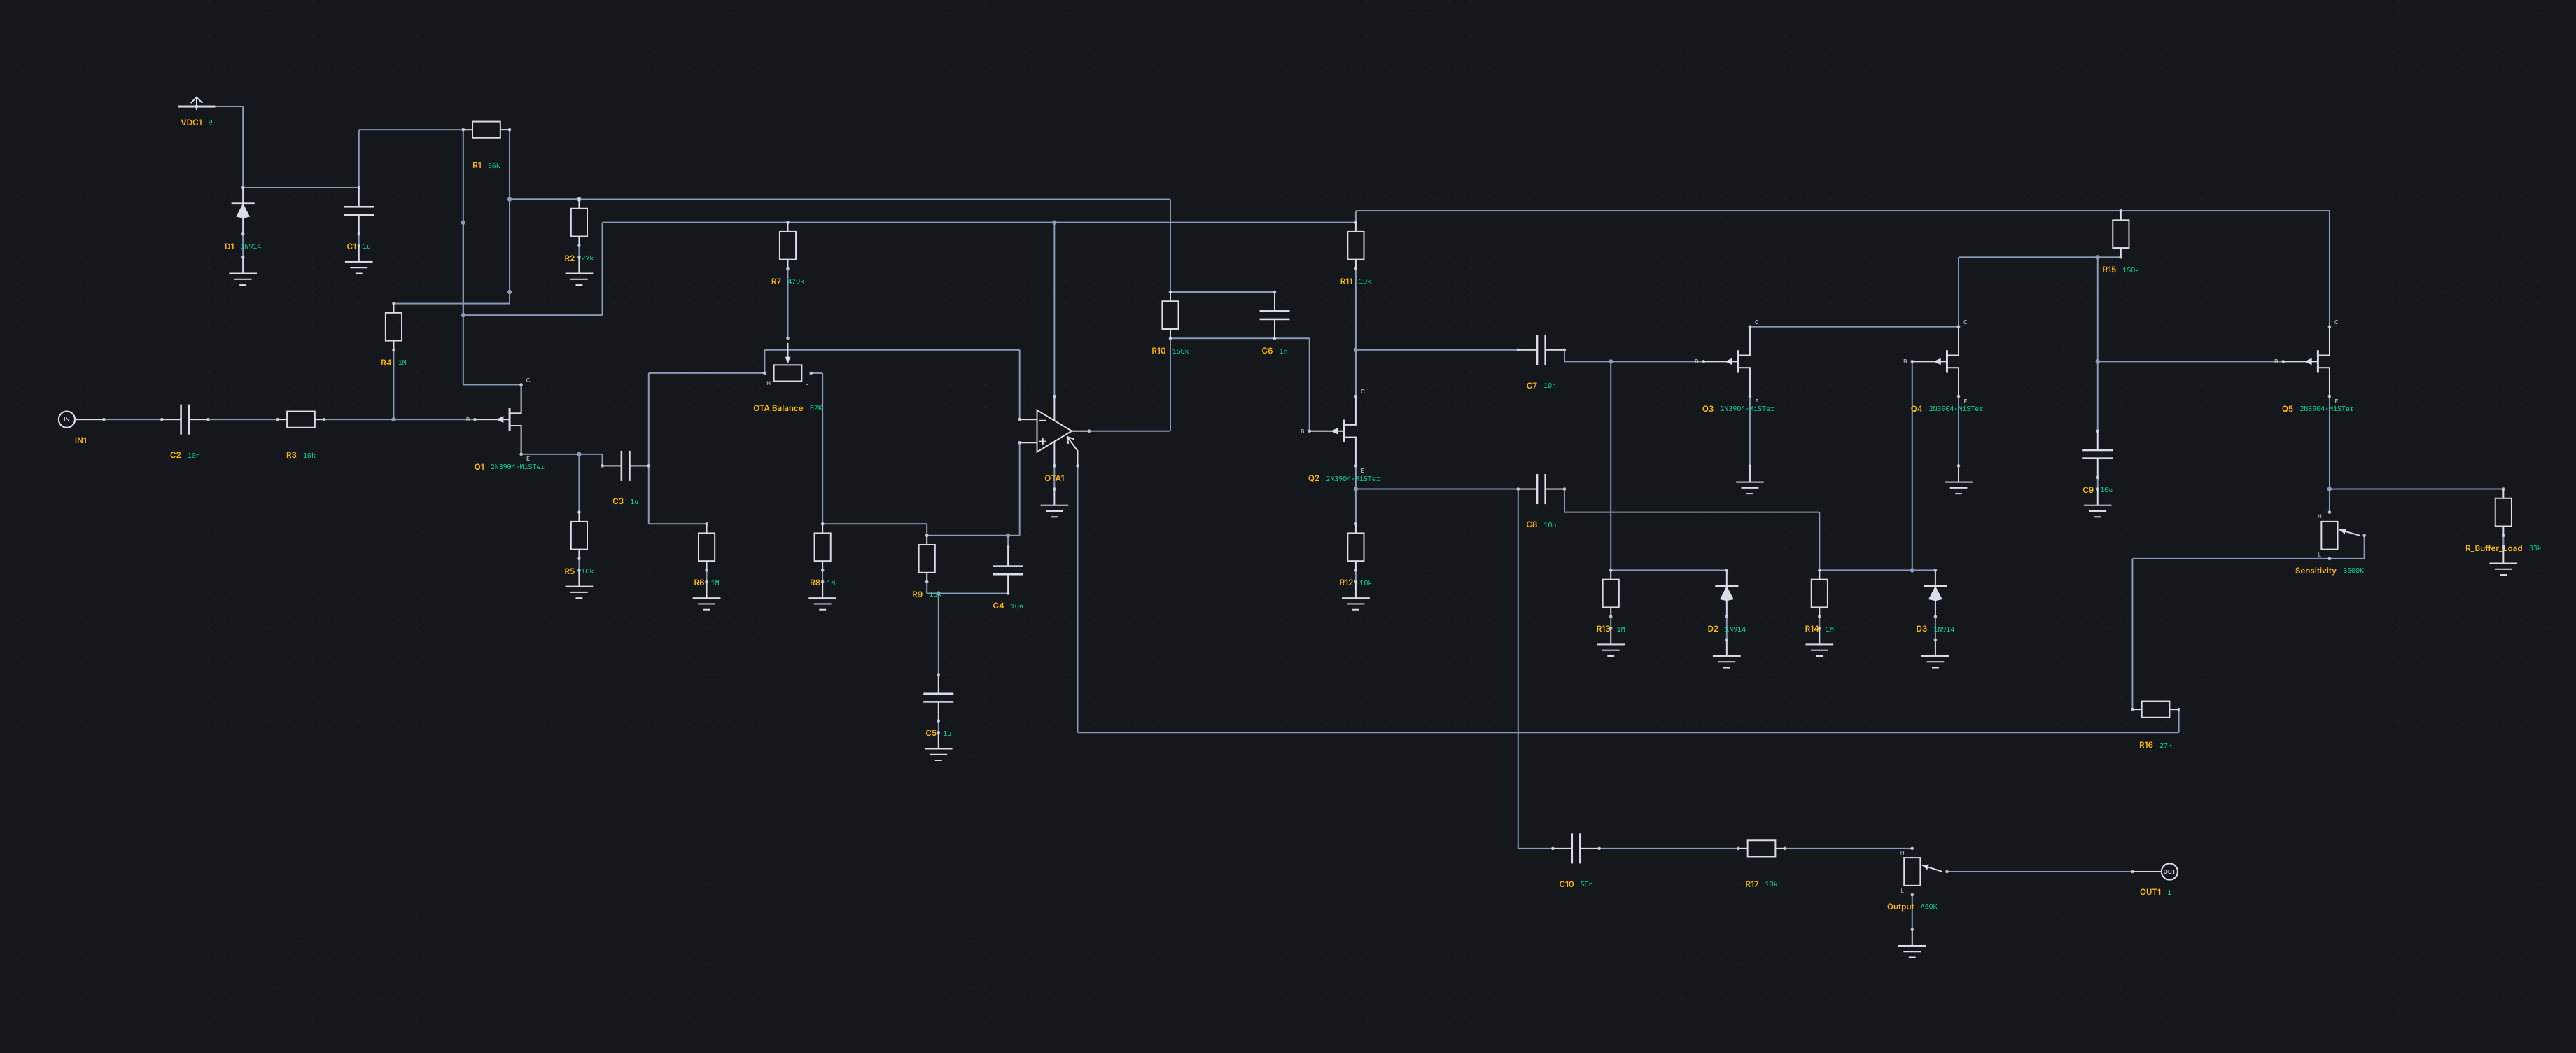 VDC1 9
R1 56k
D1 1N914
C1 1u
R2 27k
R7 470k
R11 10k
R15 150k
C
C
C
R4 1M
R10 150k
C6 1n
B
B
B
C7 10n
H
L
C
C
OTA Balance B2K
E
E
E
Q3 2N3904-MiSTer
Q4 2N3904-MiSTer
Q5 2N3904-MiSTer
IN
B
B
IN1
C2 10n
R3 10k
E
Q1 2N3904-MiSTer
E
OTA1
Q2 2N3904-MiSTer
C9 10u
C3 1u
H
C8 10n
R_Buffer_Load 33k
L
R5 10k
Sensitivity B500K
R6 1M
R8 1M
R12 10k
R9
C4 10n
R13 1M
D2 1N914
R14 1M
D3 1N914
C5 1u
R16 27k
H
OUT
C10 50n
R17 10k
L
OUT1 1
Output A50K